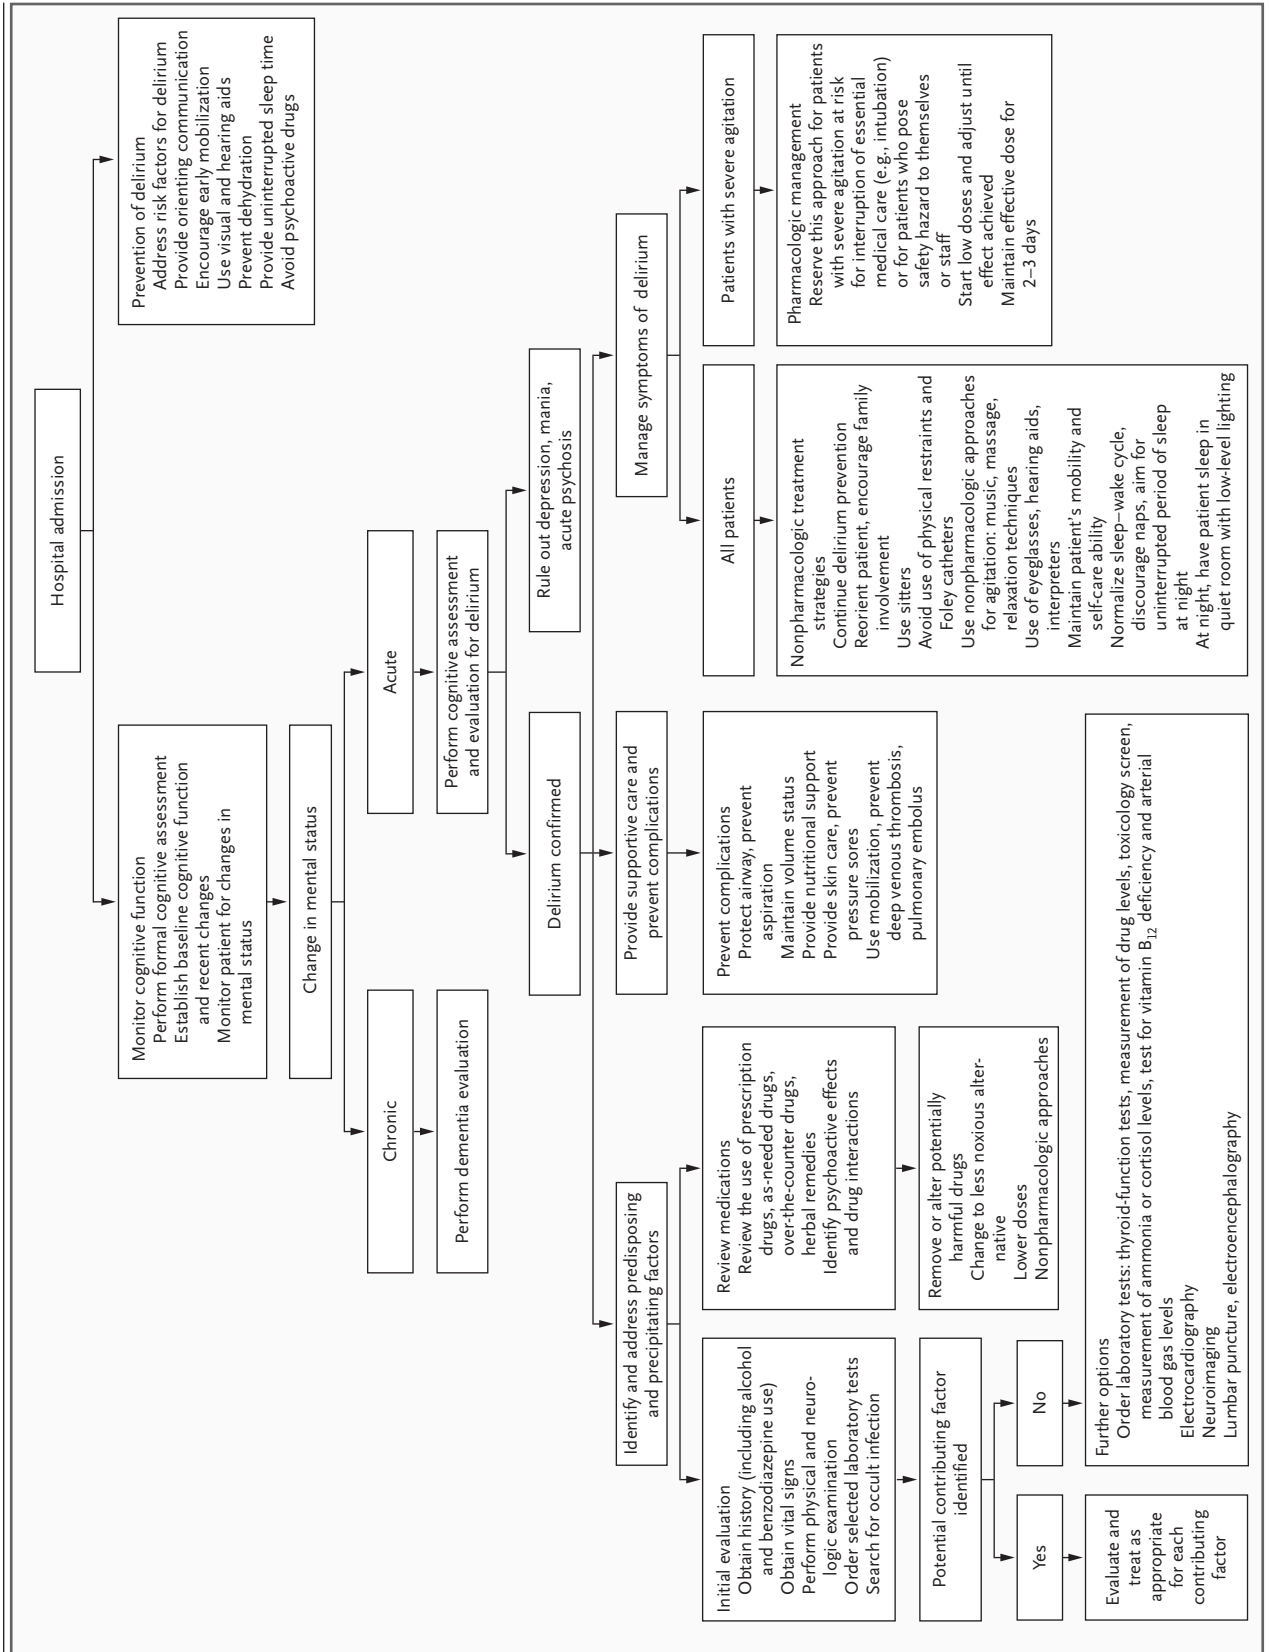 Hospital admission
Monitor cognitive function
Perform formal cognitive assessment
Establish baseline cognitive function
and recent changes
Monitor patient for changes in
mental status
Prevention of delirium
Address risk factors for delirium
Provide orienting communication
Encourage early mobilization
Use visual and hearing aids
Prevent dehydration
Provide uninterrupted sleep time
Avoid psychoactive drugs
Change in mental status
Chronic
Acute
Perform dementia evaluation
Perform cognitive assessment
and evaluation for delirium
Delirium confirmed
Rule out depression, mania,
acute psychosis
Identify and address predisposing
and precipitating factors
Provide supportive care and
prevent complications
Manage symptoms of delirium
Initial evaluation
Obtain history (including alcohol
and benzodiazepine use)
Obtain vital signs
Perform physical and neuro-
logic examination
Order selected laboratory tests
Search for occult infection
Review medications
Review the use of prescription
drugs, as-needed drugs,
over-the-counter drugs,
herbal remedies
Identify psychoactive effects
and drug interactions
Prevent complications
Protect airway, prevent
aspiration
Maintain volume status
Provide nutritional support
Provide skin care, prevent
pressure sores
Use mobilization, prevent
deep venous thrombosis,
pulmonary embolus
All patients
Patients with severe agitation
Nonpharmacologic treatment
strategies
Continue delirium prevention
Reorient patient, encourage family
involvement
Use sitters
Avoid use of physical restraints and
Foley catheters
Use nonpharmacologic approaches
for agitation: music, massage,
relaxation techniques
Use of eyeglasses, hearing aids,
interpreters
Maintain patient's mobility and
self-care ability
Normalize sleep–wake cycle,
discourage naps, aim for
uninterrupted period of sleep
at night
At night, have patient sleep in
quiet room with low-level lighting
Pharmacologic management
Reserve this approach for patients
with severe agitation at risk
for interruption of essential
medical care (e.g., intubation)
or for patients who pose
safety hazard to themselves
or staff
Start low doses and adjust until
effect achieved
Maintain effective dose for
2–3 days
Potential contributing factor
identified
Remove or alter potentially
harmful drugs
Change to less noxious alter-
native
Lower doses
Nonpharmacologic approaches
Yes
No
Evaluate and
treat as
appropriate
for each
contributing
factor
Further options
Order laboratory tests: thyroid-function tests, measurement of drug levels, toxicology screen,
measurement of ammonia or cortisol levels, test for vitamin B12 deficiency and arterial
blood gas levels
Electrocardiography
Neuroimaging
Lumbar puncture, electroencephalography